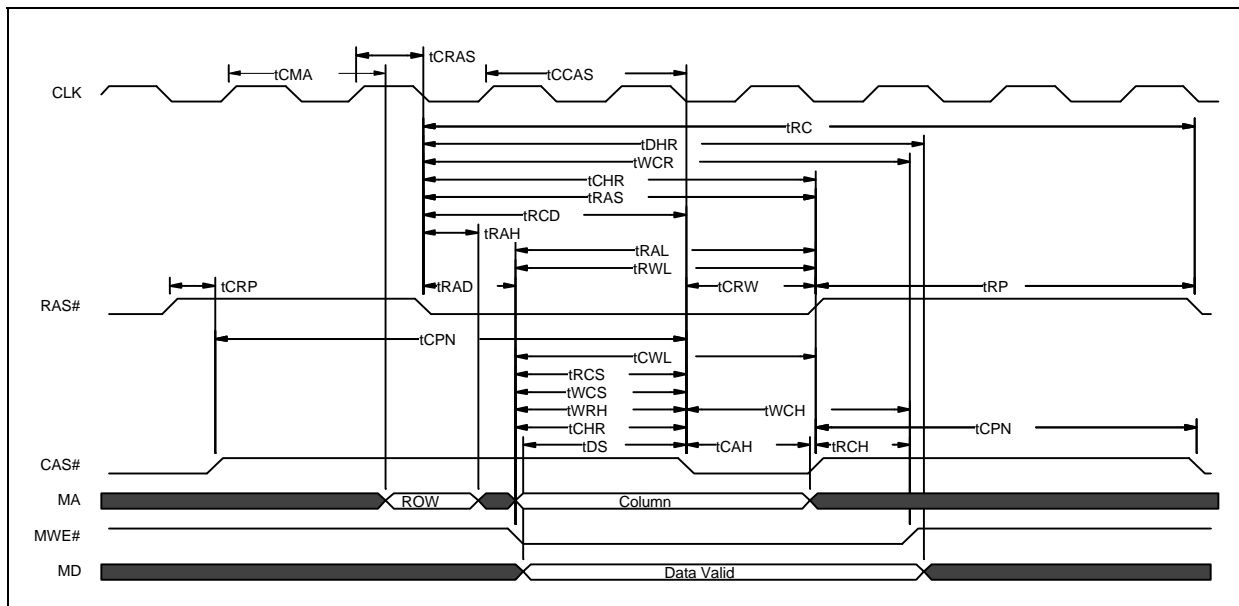 tCRAS
tCMA
tCCAS
CLK
tRC
tDHR
tWCR
tCHR
tRAS
tRCD
tRAH
tRAL
tRWL
tCRP
tRAD
tCRW
tRP
RAS#
tCPN
tCWL
tRCS
tWCS
tWRH
tWCH
tCHR
tCPN
tDS
tCAH
tRCH
CAS#
MA
ROW
Column
MWE#
MD
Data Valid